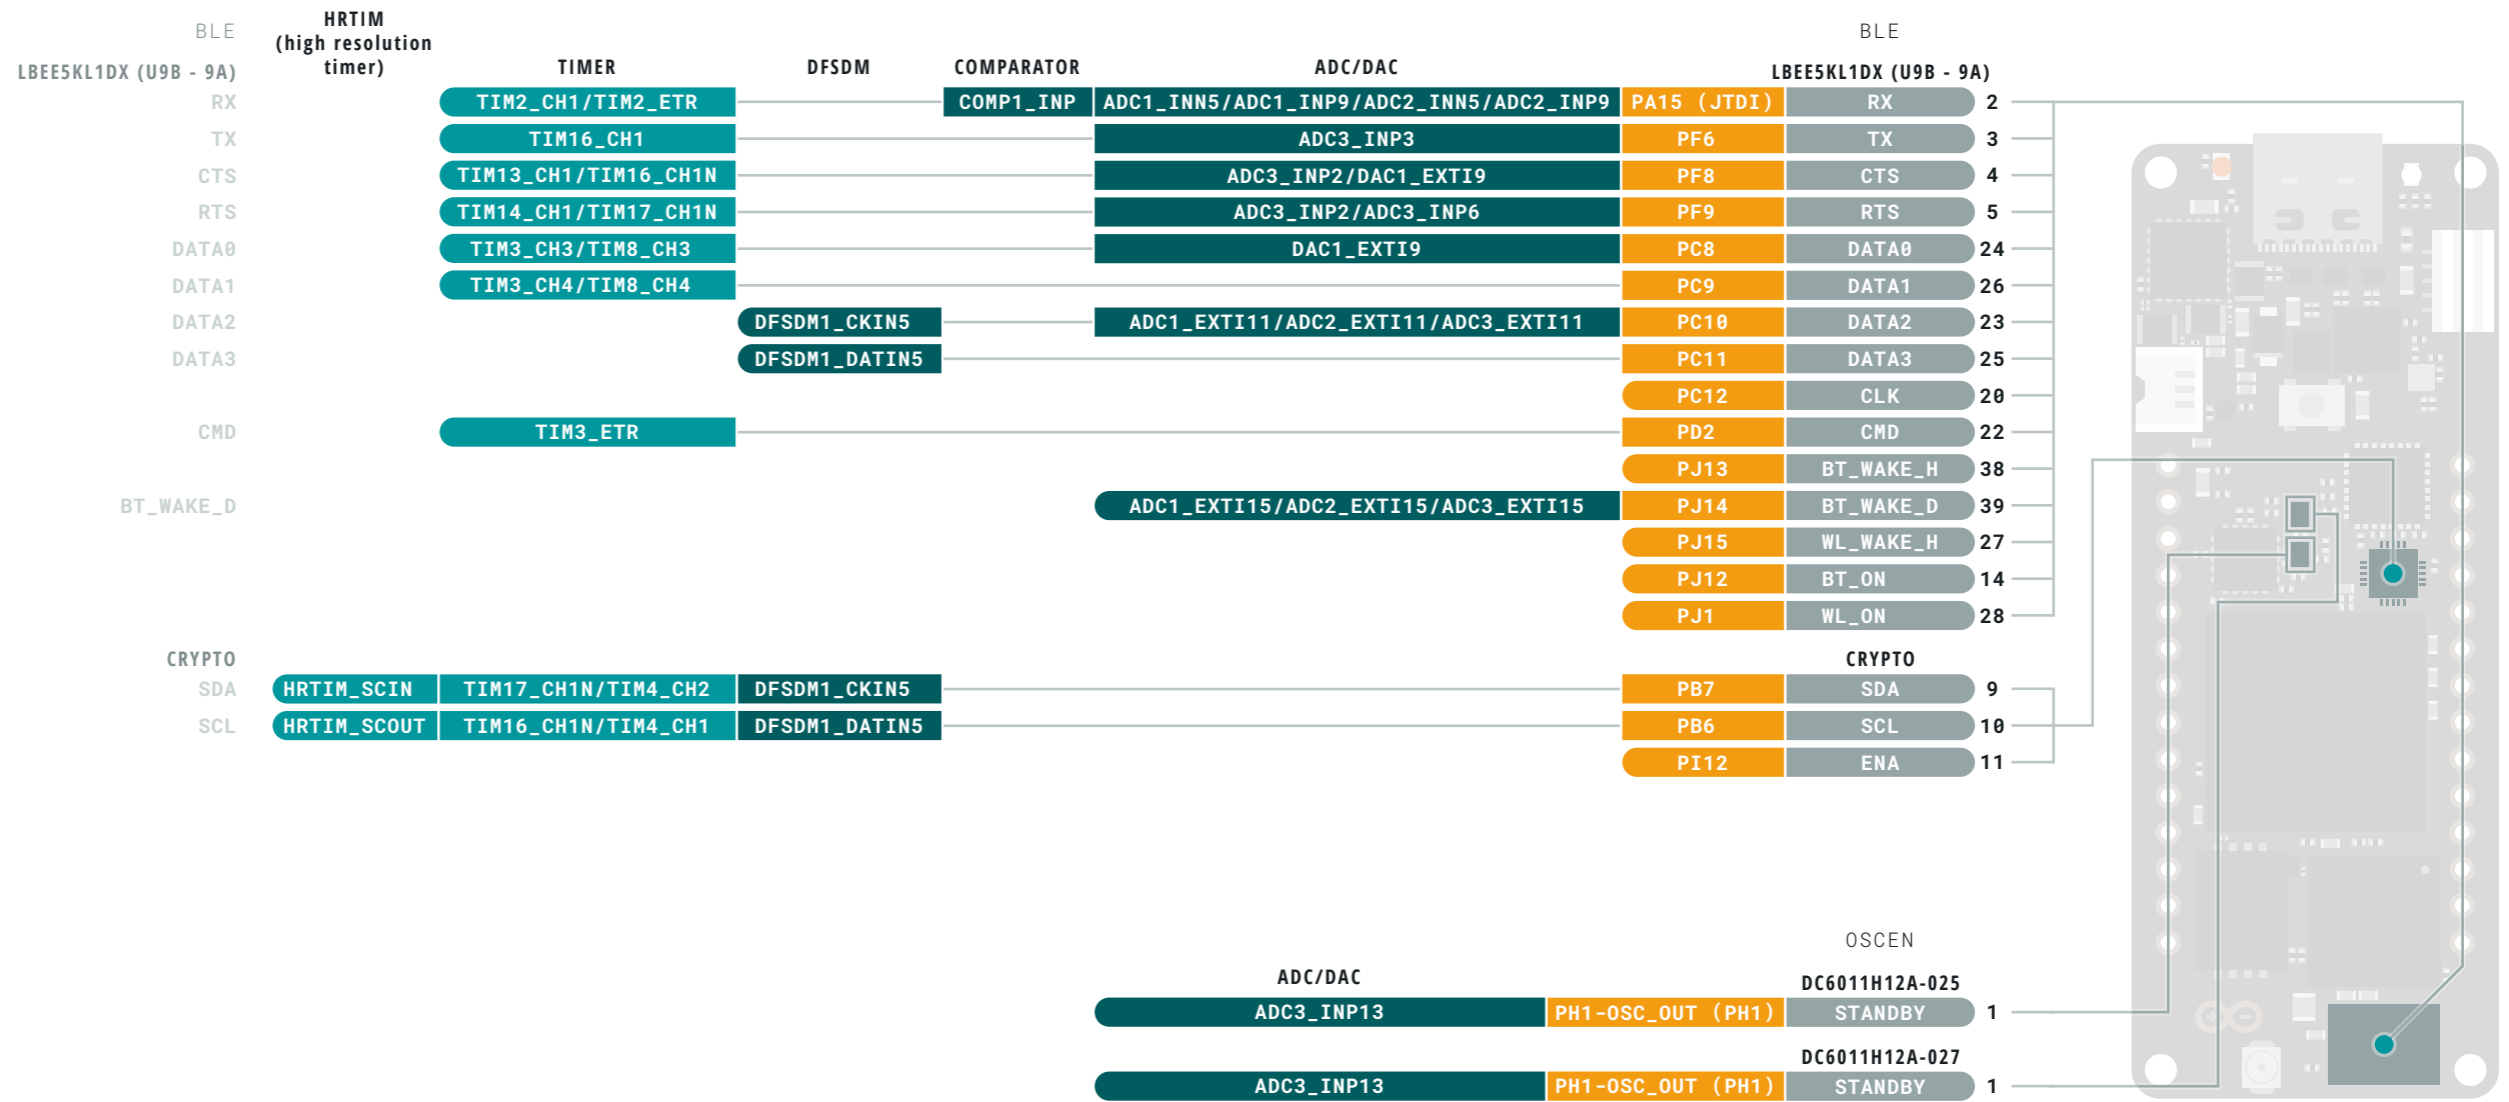 BLE
LBEE5KL1DX (U9B - 9A)
HRTIM
(high resolution
timer)
TIMER
DFSDM
COMPARATOR
ADC/DAC
BLE
LBEE5KL1DX (U9B - 9A)
RX TIM2_CH1/TIM2_ETR COMP1_INP ADC1_INN5/ADC1_INP9/ADC2_INN5/ADC2_INP9 PA15 (JTDI) RX 2
TX TIM16_CH1 ADC3_INP3 PF6 TX 3
CTS TIM13_CH1/TIM16_CH1N ADC3_INP2/DAC1_EXTI9 PF8 CTS 4
RTS TIM14_CH1/TIM17_CH1N ADC3_INP2/ADC3_INP6 PF9 RTS 5
DATA0 TIM3_CH3/TIM8_CH3 DAC1_EXTI9 PC8 DATA0 24
DATA1 TIM3_CH4/TIM8_CH4 PC9 DATA1 26
DATA2 DFSDM1_CKIN5 ADC1_EXTI11/ADC2_EXTI11/ADC3_EXTI11 PC10 DATA2 23
DATA3 DFSDM1_DATIN5 PC11 DATA3 25
PC12 CLK 20
CMD TIM3_ETR PD2 CMD 22
PJ13 BT_WAKE_H 38
BT_WAKE_D ADC1_EXTI15/ADC2_EXTI15/ADC3_EXTI15 PJ14 BT_WAKE_D 39
PJ15 WL_WAKE_H 27
PJ12 BT_ON 14
PJ1 WL_ON 28
CRYPTO CRYPTO
SDA HRTIM_SCIN TIM17_CH1N/TIM4_CH2 DFSDM1_CKIN5 PB7 SDA 9
SCL HRTIM_SCOUT TIM16_CH1N/TIM4_CH1 DFSDM1_DATIN5 PB6 SCL 10
PI12 ENA 11
OSCEN
ADC/DAC DC6011H12A-025
ADC3_INP13 PH1-OSC_OUT (PH1) STANDBY 1
DC6011H12A-027
ADC3_INP13 PH1-OSC_OUT (PH1) STANDBY 1